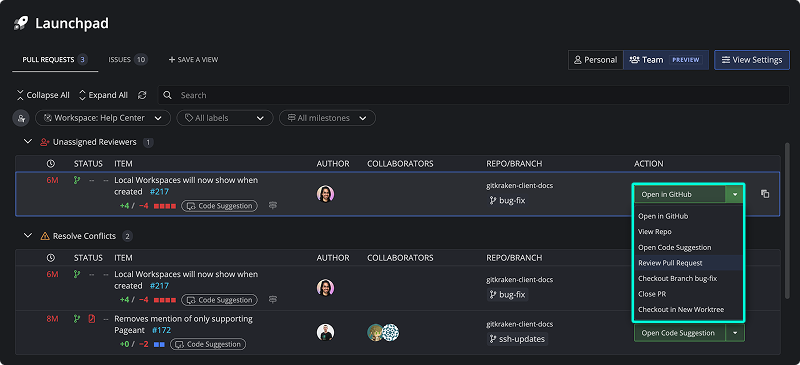 Launchpad
PULL REQUESTS 3 ISSUES 10 + SAVE A VIEW Personal Team PREVIEW View Settings
Collapse All Expand All Search
Workspace: Help Center All labels All milestones
Unassigned Reviewers 1
STATUS ITEM AUTHOR COLLABORATORS REPO/BRANCH ACTION
6M – – Local Workspaces will now show when created #217 gitkraken-client-docs Open in GitHub
+4 / −4 Code Suggestion bug-fix
Open in GitHub
View Repo
Open Code Suggestion
Review Pull Request
Checkout Branch bug-fix
Close PR
Checkout in New Worktree
Resolve Conflicts 2
STATUS ITEM AUTHOR COLLABORATORS REPO/BRANCH
6M – – Local Workspaces will now show when created #217 gitkraken-client-docs
+4 / −4 Code Suggestion bug-fix
8M – Removes mention of only supporting Pageant #172 gitkraken-client-docs Open Code Suggestion
+0 / −2 Code Suggestion ssh-updates